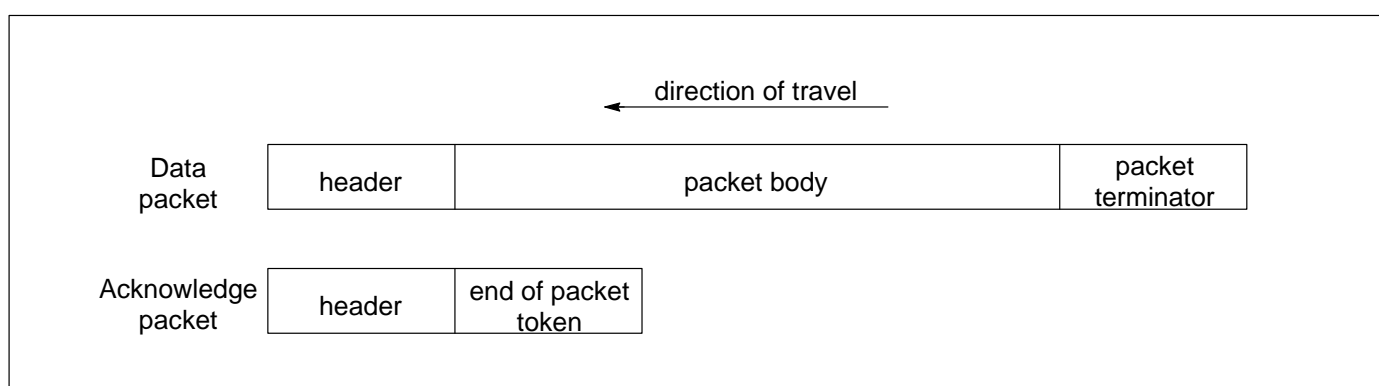 direction of travel
Data
packet
header
packet body
packet
terminator
Acknowledge
packet
header
end of packet
token